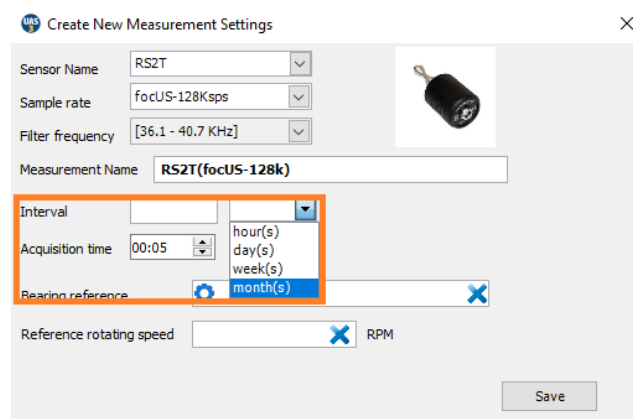 UAS
3
Create New Measurement Settings
Sensor Name RS2T
Sample rate focUS-128Ksps
Filter frequency [36.1 - 40.7 KHz]
Measurement Name RS2T(focUS-128k)
Interval
hour(s)
Acquisition time 00:05 day(s)
week(s)
Bearing reference month(s)
Reference rotating speed RPM
Save